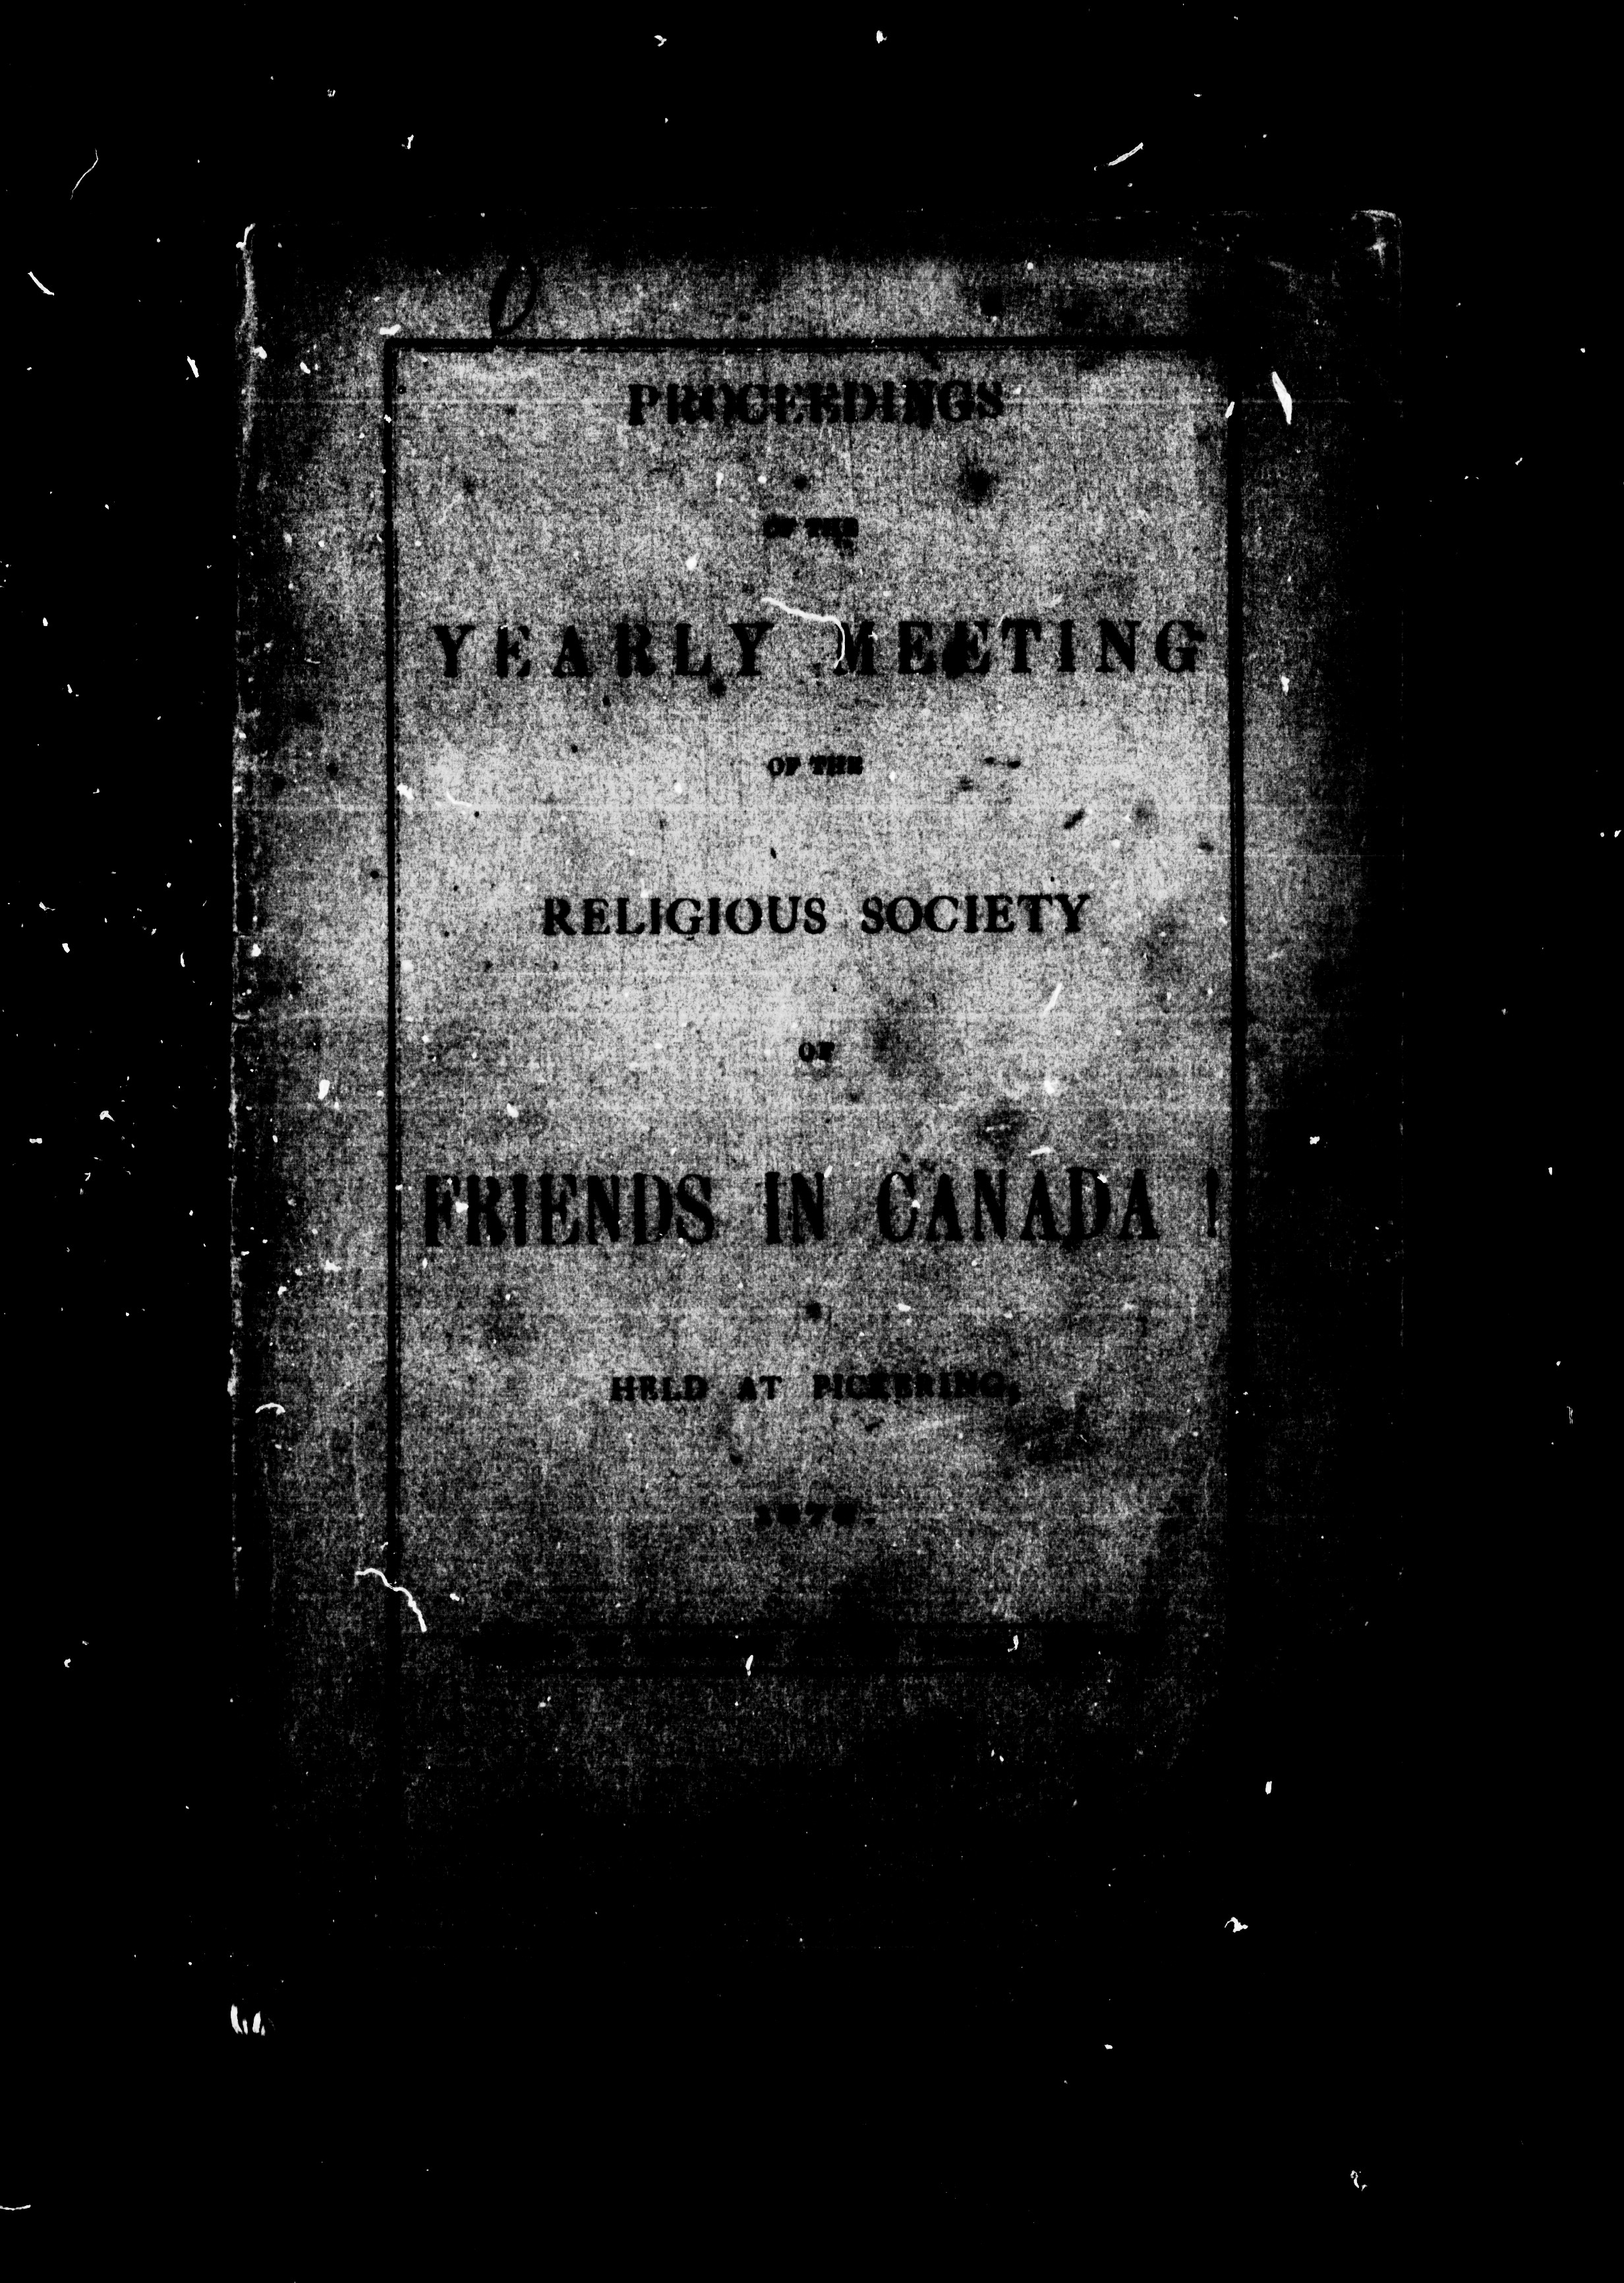 PROCEEDINGS
OF THE
YEARLY MEETING
OF THE
RELIGIOUS SOCIETY
OF
FRIENDS IN CANADA !
HELD AT PICKERING,